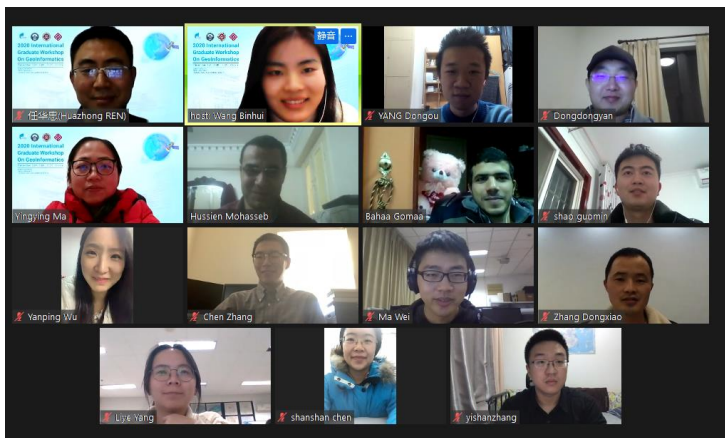 2020 International
Graduate Workshop
On Geoinformatics
任华忠(Huazhong REN)
静音
2020 International
Graduate Workshop
On Geoinformatics
host: Wang Binhui
YANG Dongou
Dongdongyan
2020 International
Graduate Workshop
On Geoinformatics
Yingying Ma
Hussien Mohasseb
Bahaa Gomaa
shao guomin
Yanping Wu
Chen Zhang
Ma Wei
Zhang Dongxiao
Liye Yang
shanshan chen
yishanzhang